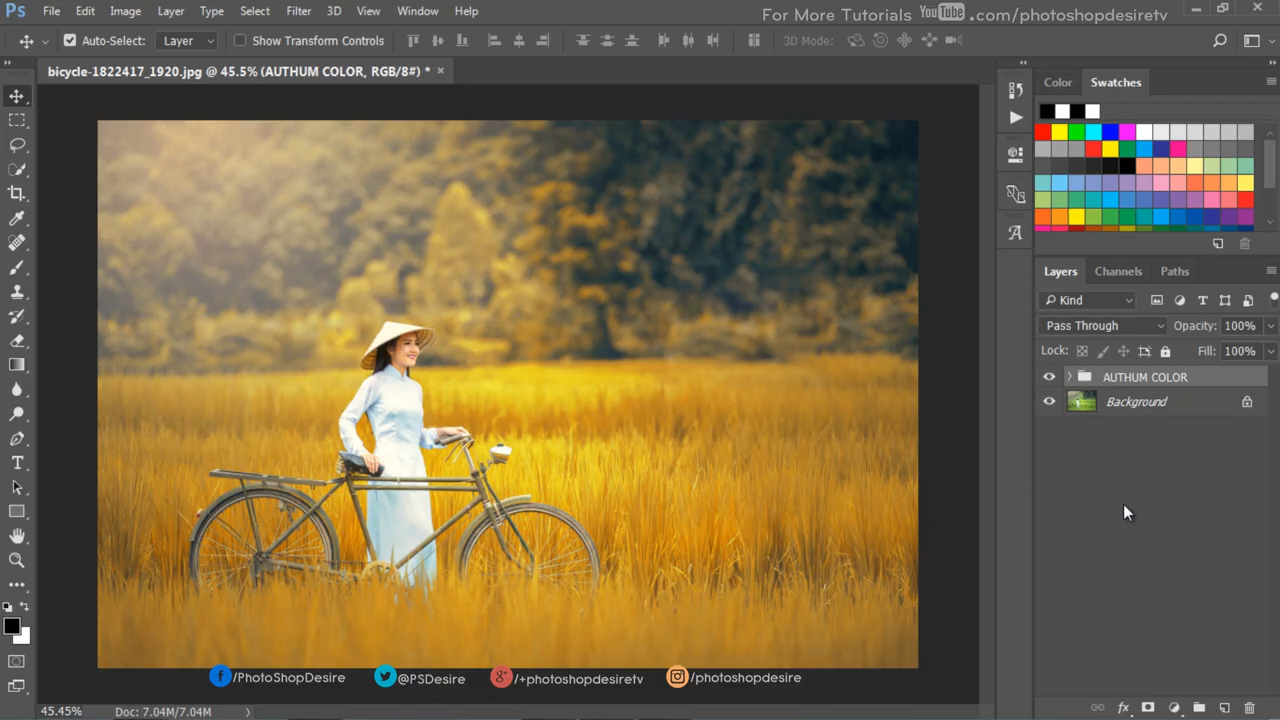 Ps File Edit Image Layer Type Select Filter 3D View Window Help
For More Tutorials YouTube .com/photoshopdesiretv
Auto-Select: Layer Show Transform Controls 3D Mode:
bicycle-1822417_1920.jpg @ 45.5% (AUTHUM COLOR, RGB/8#) * ×
Color Swatches
Layers Channels Paths
Kind
Pass Through Opacity: 100%
Lock: Fill: 100%
AUTHUM COLOR
Background
fx
/PhotoShopDesire @PSDesire /+photoshopdesiretv /photoshopdesire
45.45% Doc: 7.04M/7.04M